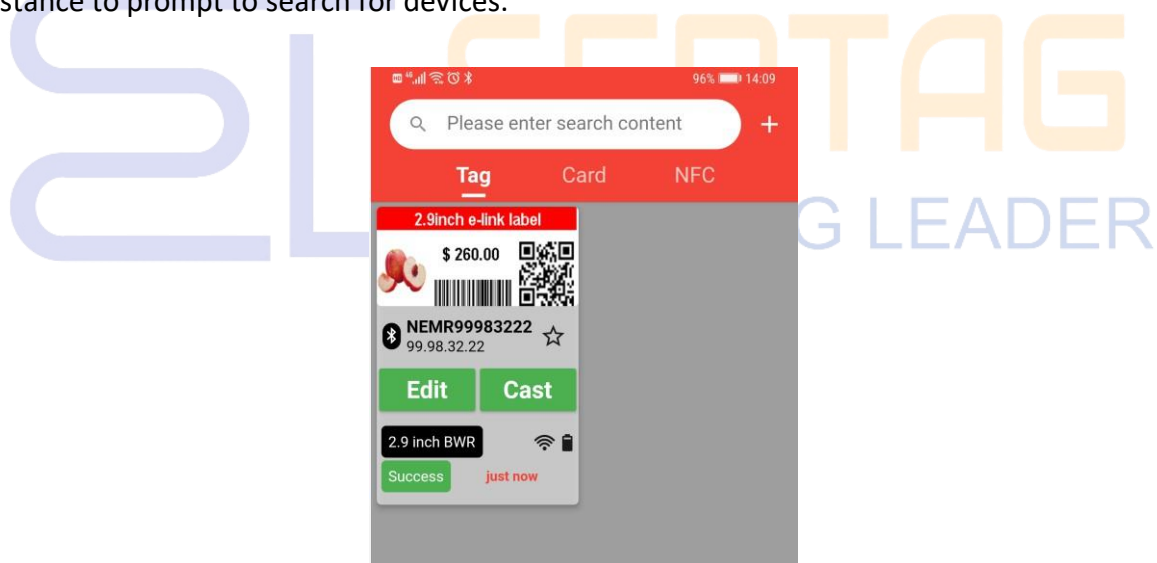 stance to prompt to search for devices.
TAG
G LEADER
96% 14:09
Please enter search content
+
Tag Card NFC
2.9inch e-link label
$ 260.00
NEMR99983222
99.98.32.22
Edit Cast
2.9 inch BWR
Success just now